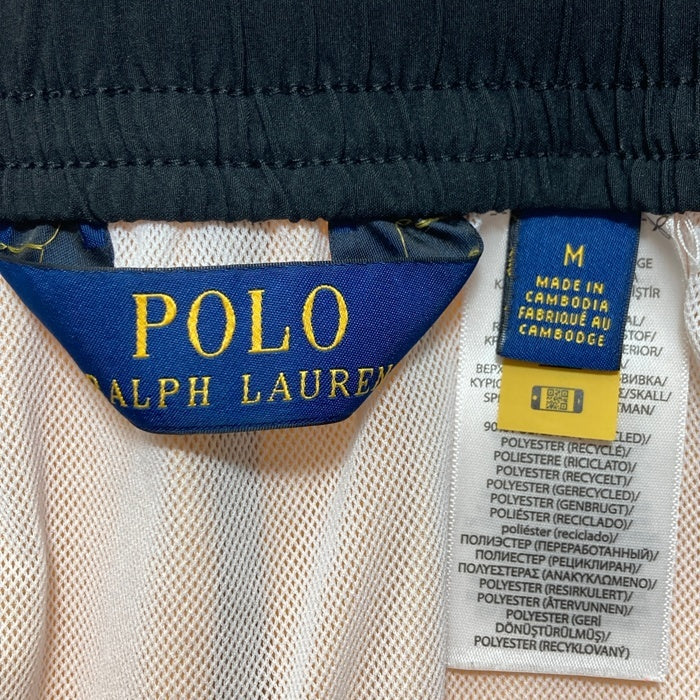 POLO
RALPH LAUREN
M
MADE IN
CAMBODIA
FABRIQUÉ AU
CAMBODGE
POLYESTER (RECYCLÉ)/
POLIESTERE (RICICLATO)/
POLYESTER (RECYCELT)/
POLYESTER (GERECYCLED)/
POLYESTER (GENBRUGT)/
POLIÉSTER (RECICLADO)/
poliéster (reciclado)/
ПОЛИЭСТЕР (ПЕРЕРАБОТАННЫЙ)/
ПОЛИЕСТЕР (РЕЦИКЛИРАН)/
ΠΟΛΥΕΣΤΕΡΑΣ (ΑΝΑΚΥΚΛΩΜΕΝΟ)/
POLYESTER (RESIRKULERT)/
POLYESTER (ÅTERVUNNEN)/
POLYESTER (GERİ
DÖNÜŞTÜRÜLMÜŞ)/
POLYESTER (RECYKLOVANÝ)